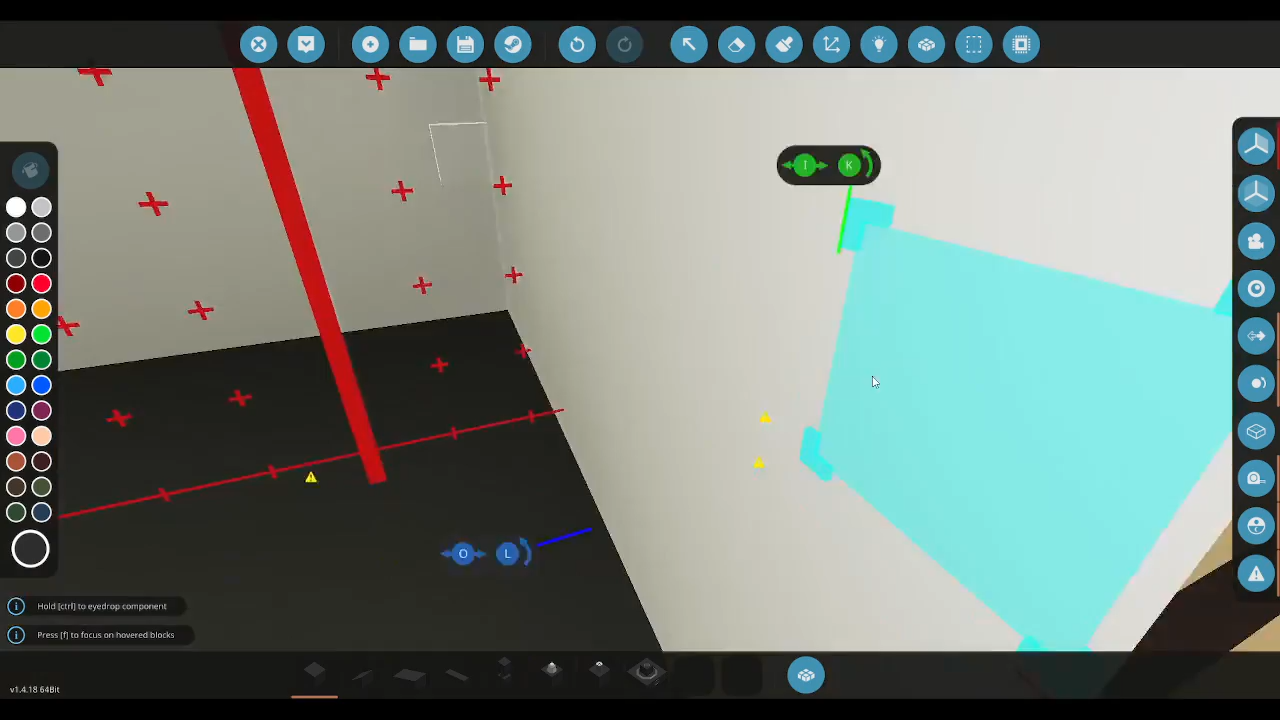 I K
O L
Hold [ctrl] to eyedrop component
Press [f] to focus on hovered blocks
v1.4.18 64Bit